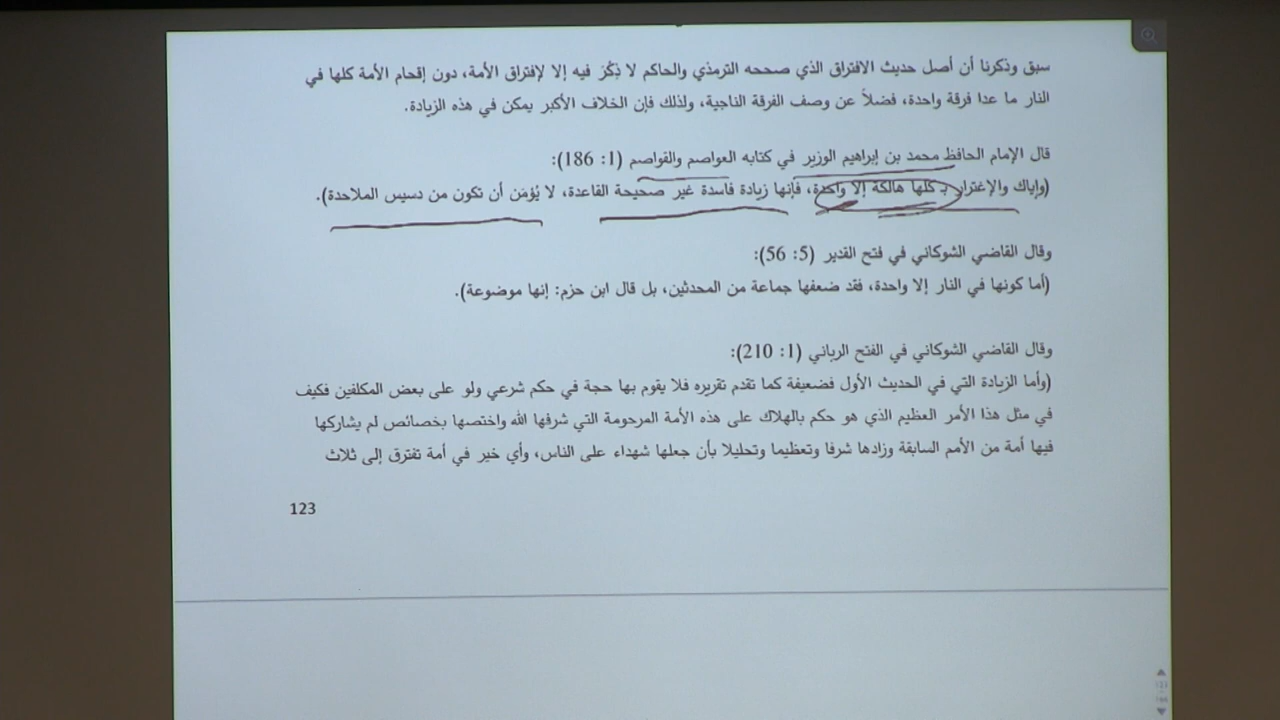 سبق وذكرنا أن أصل حديث الافتراق الذي صححه الترمذي والحاكم لا ذِكْرَ فيه إلا لإفتراق الأمة، دون إقحام الأمة كلها في
النار ما عدا فرقة واحدة، فضلاً عن وصف الفرقة الناجية، ولذلك فإن الخلاف الأكبر يمكن في هذه الزيادة.
قال الإمام الحافظ محمد بن إبراهيم الوزير في كتابه العواصم والقواصم (1: 186):
(وإياك والإغترار بـ كلها هالكة إلا واحدة، فإنها زيادة فاسدة غير صحيحة القاعدة، لا يُؤمَن أن تكون من دسيس الملاحدة).
وقال القاضي الشوكاني في فتح القدير (5: 56):
(أما كونها في النار إلا واحدة، فقد ضعفها جماعة من المحدثين، بل قال ابن حزم: إنها موضوعة).
وقال القاضي الشوكاني في الفتح الرباني (1: 210):
(وأما الزيادة التي في الحديث الأول فضعيفة كما تقدم تقريره فلا يقوم بها حجة في حكم شرعي ولو على بعض المكلفين فكيف
في مثل هذا الأمر العظيم الذي هو حكم بالهلاك على هذه الأمة المرحومة التي شرفها الله واختصها بخصائص لم يشاركها
فيها أمة من الأمم السابقة وزادها شرفا وتعظيما وتحليلا بأن جعلها شهداء على الناس، وأي خير في أمة تفترق إلى ثلاث
123